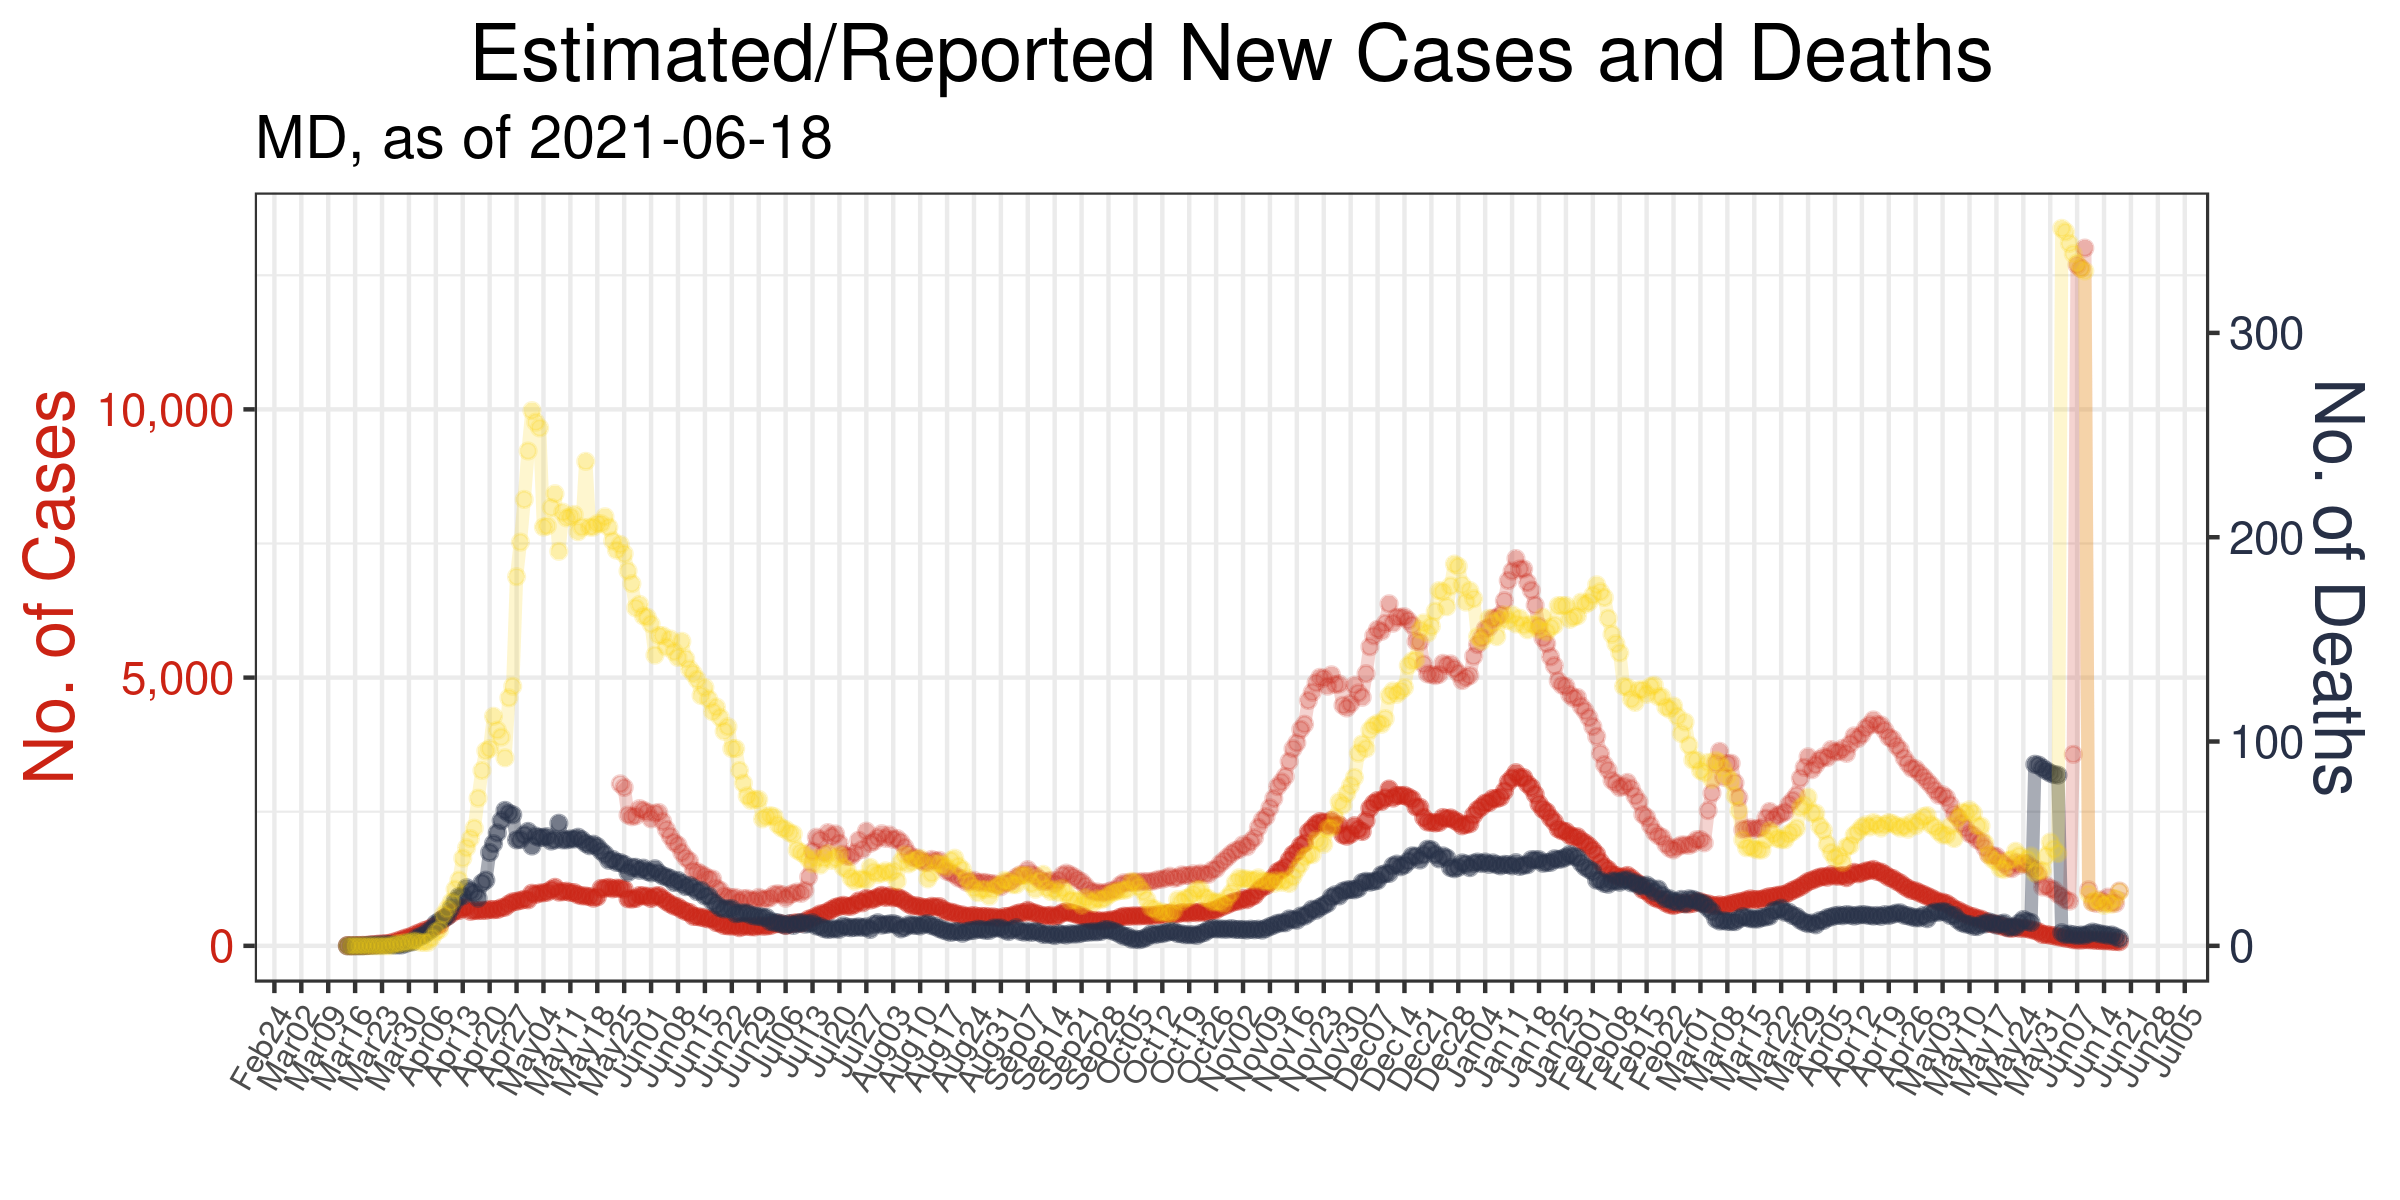 Estimated/Reported New Cases and Deaths
MD, as of 2021-06-18
No. of Cases
10,000
5,000
0
300
200
100
0
No. of Deaths
Feb24
Mar02
Mar09
Mar16
Mar23
Mar30
Apr06
Apr13
Apr20
Apr27
May04
May11
May18
May25
Jun01
Jun08
Jun15
Jun22
Jun29
Jul06
Jul13
Jul20
Jul27
Aug03
Aug10
Aug17
Aug24
Aug31
Sep07
Sep14
Sep21
Sep28
Oct05
Oct12
Oct19
Oct26
Nov02
Nov09
Nov16
Nov23
Nov30
Dec07
Dec14
Dec21
Dec28
Jan04
Jan11
Jan18
Jan25
Feb01
Feb08
Feb15
Feb22
Mar01
Mar08
Mar15
Mar22
Mar29
Mar05
Apr12
Apr19
Apr26
May03
May10
May17
May24
May31
Jun07
Jun14
Jun21
Jun28
Jul05